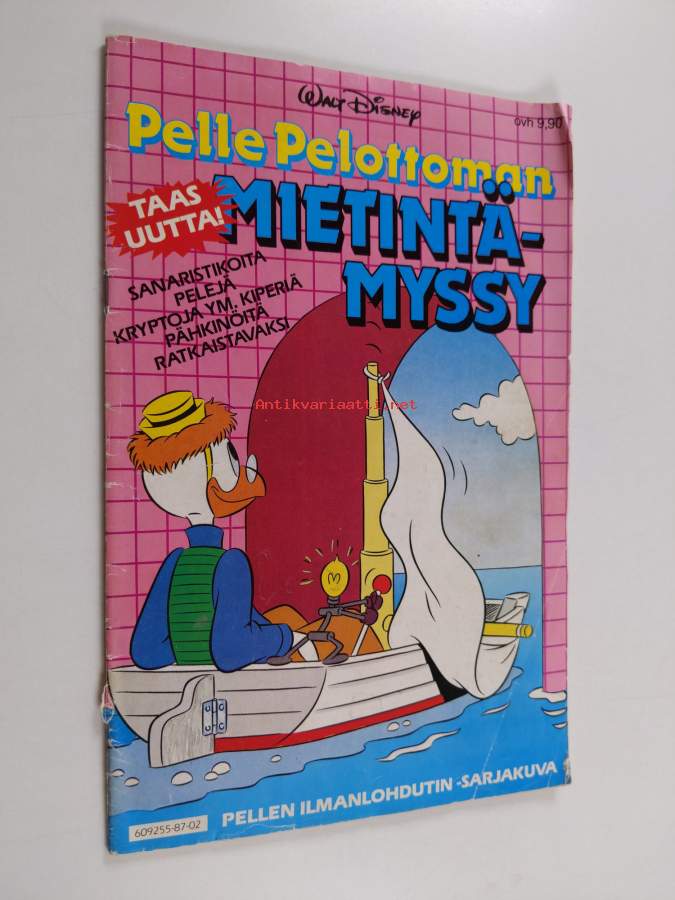 Walt Disney
ovh 9,90
Pelle Pelottoman
TAAS
UUTTA!
MIETINTÄ-
MYSSY
SANARISTIKOITA
PELEJÄ
KRYPTOJA YM. KIPERIÄ
PÄHKINÖITÄ
RATKAISTAVAKSI
Antikvariaatti.net
PELLEN ILMANLOHDUTIN -SARJAKUVA
609255-87-02